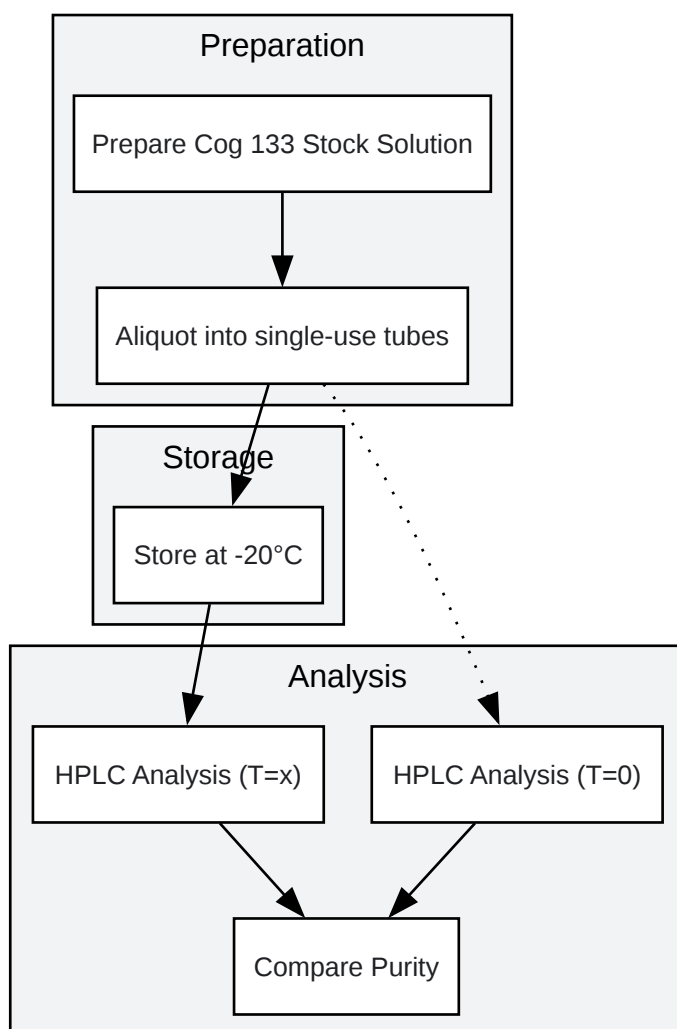 Preparation
Prepare Cog 133 Stock Solution
Aliquot into single-use tubes
Storage
Store at -20°C
Analysis
HPLC Analysis (T=x)
HPLC Analysis (T=0)
Compare Purity